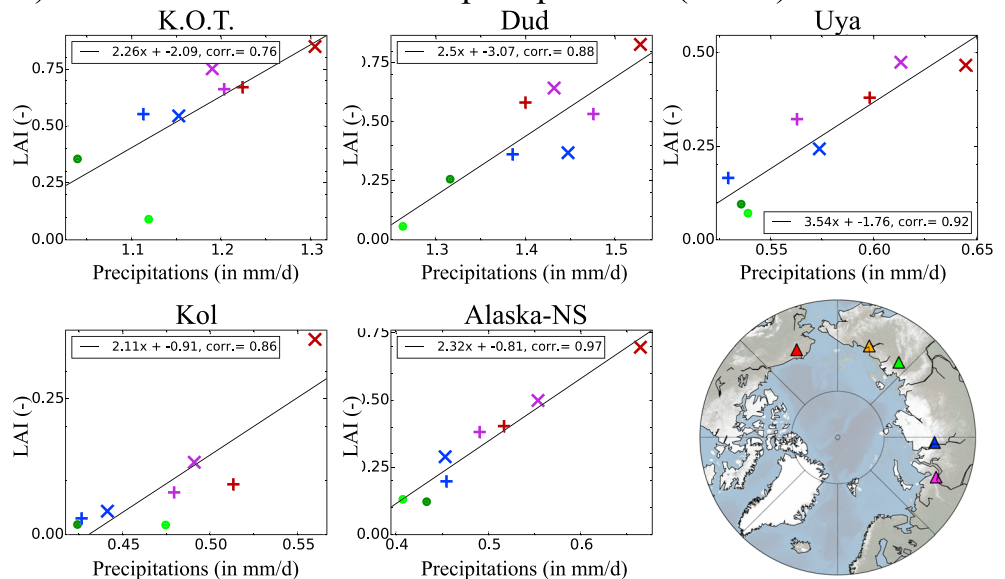 K.O.T.
2.26x + -2.09, corr.= 0.76
0.75
0.50
0.25
0.00
LAI (-)
1.1 1.2 1.3
Precipitations (in mm/d)
Dud
2.5x + -3.07, corr.= 0.88
0.75
0.50
0.25
0.00
LAI (-)
1.3 1.4 1.5
Precipitations (in mm/d)
Uya
0.50
0.25
0.00
LAI (-)
3.54x + -1.76, corr.= 0.92
0.55 0.60 0.65
Precipitations (in mm/d)
Kol
2.11x + -0.91, corr.= 0.86
0.25
0.00
LAI (-)
0.45 0.50 0.55
Precipitations (in mm/d)
Alaska-NS
2.32x + -0.81, corr.= 0.97
0.75
0.50
0.25
0.00
LAI (-)
0.4 0.5 0.6
Precipitations (in mm/d)